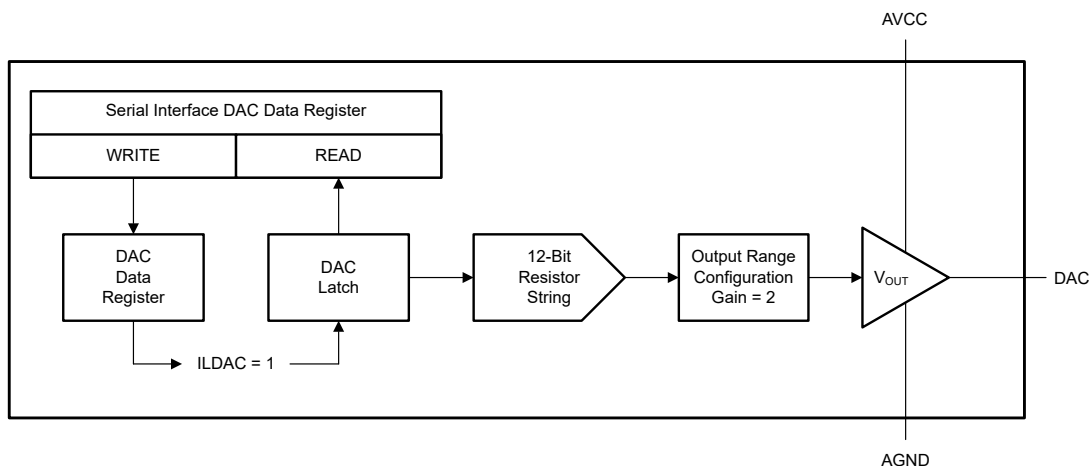 AVCC
Serial Interface DAC Data Register
WRITE
READ
DAC
Data
Register
DAC
Latch
12-Bit
Resistor
String
Output Range
Configuration
Gain = 2
VOUT
DAC
ILDAC = 1
AGND